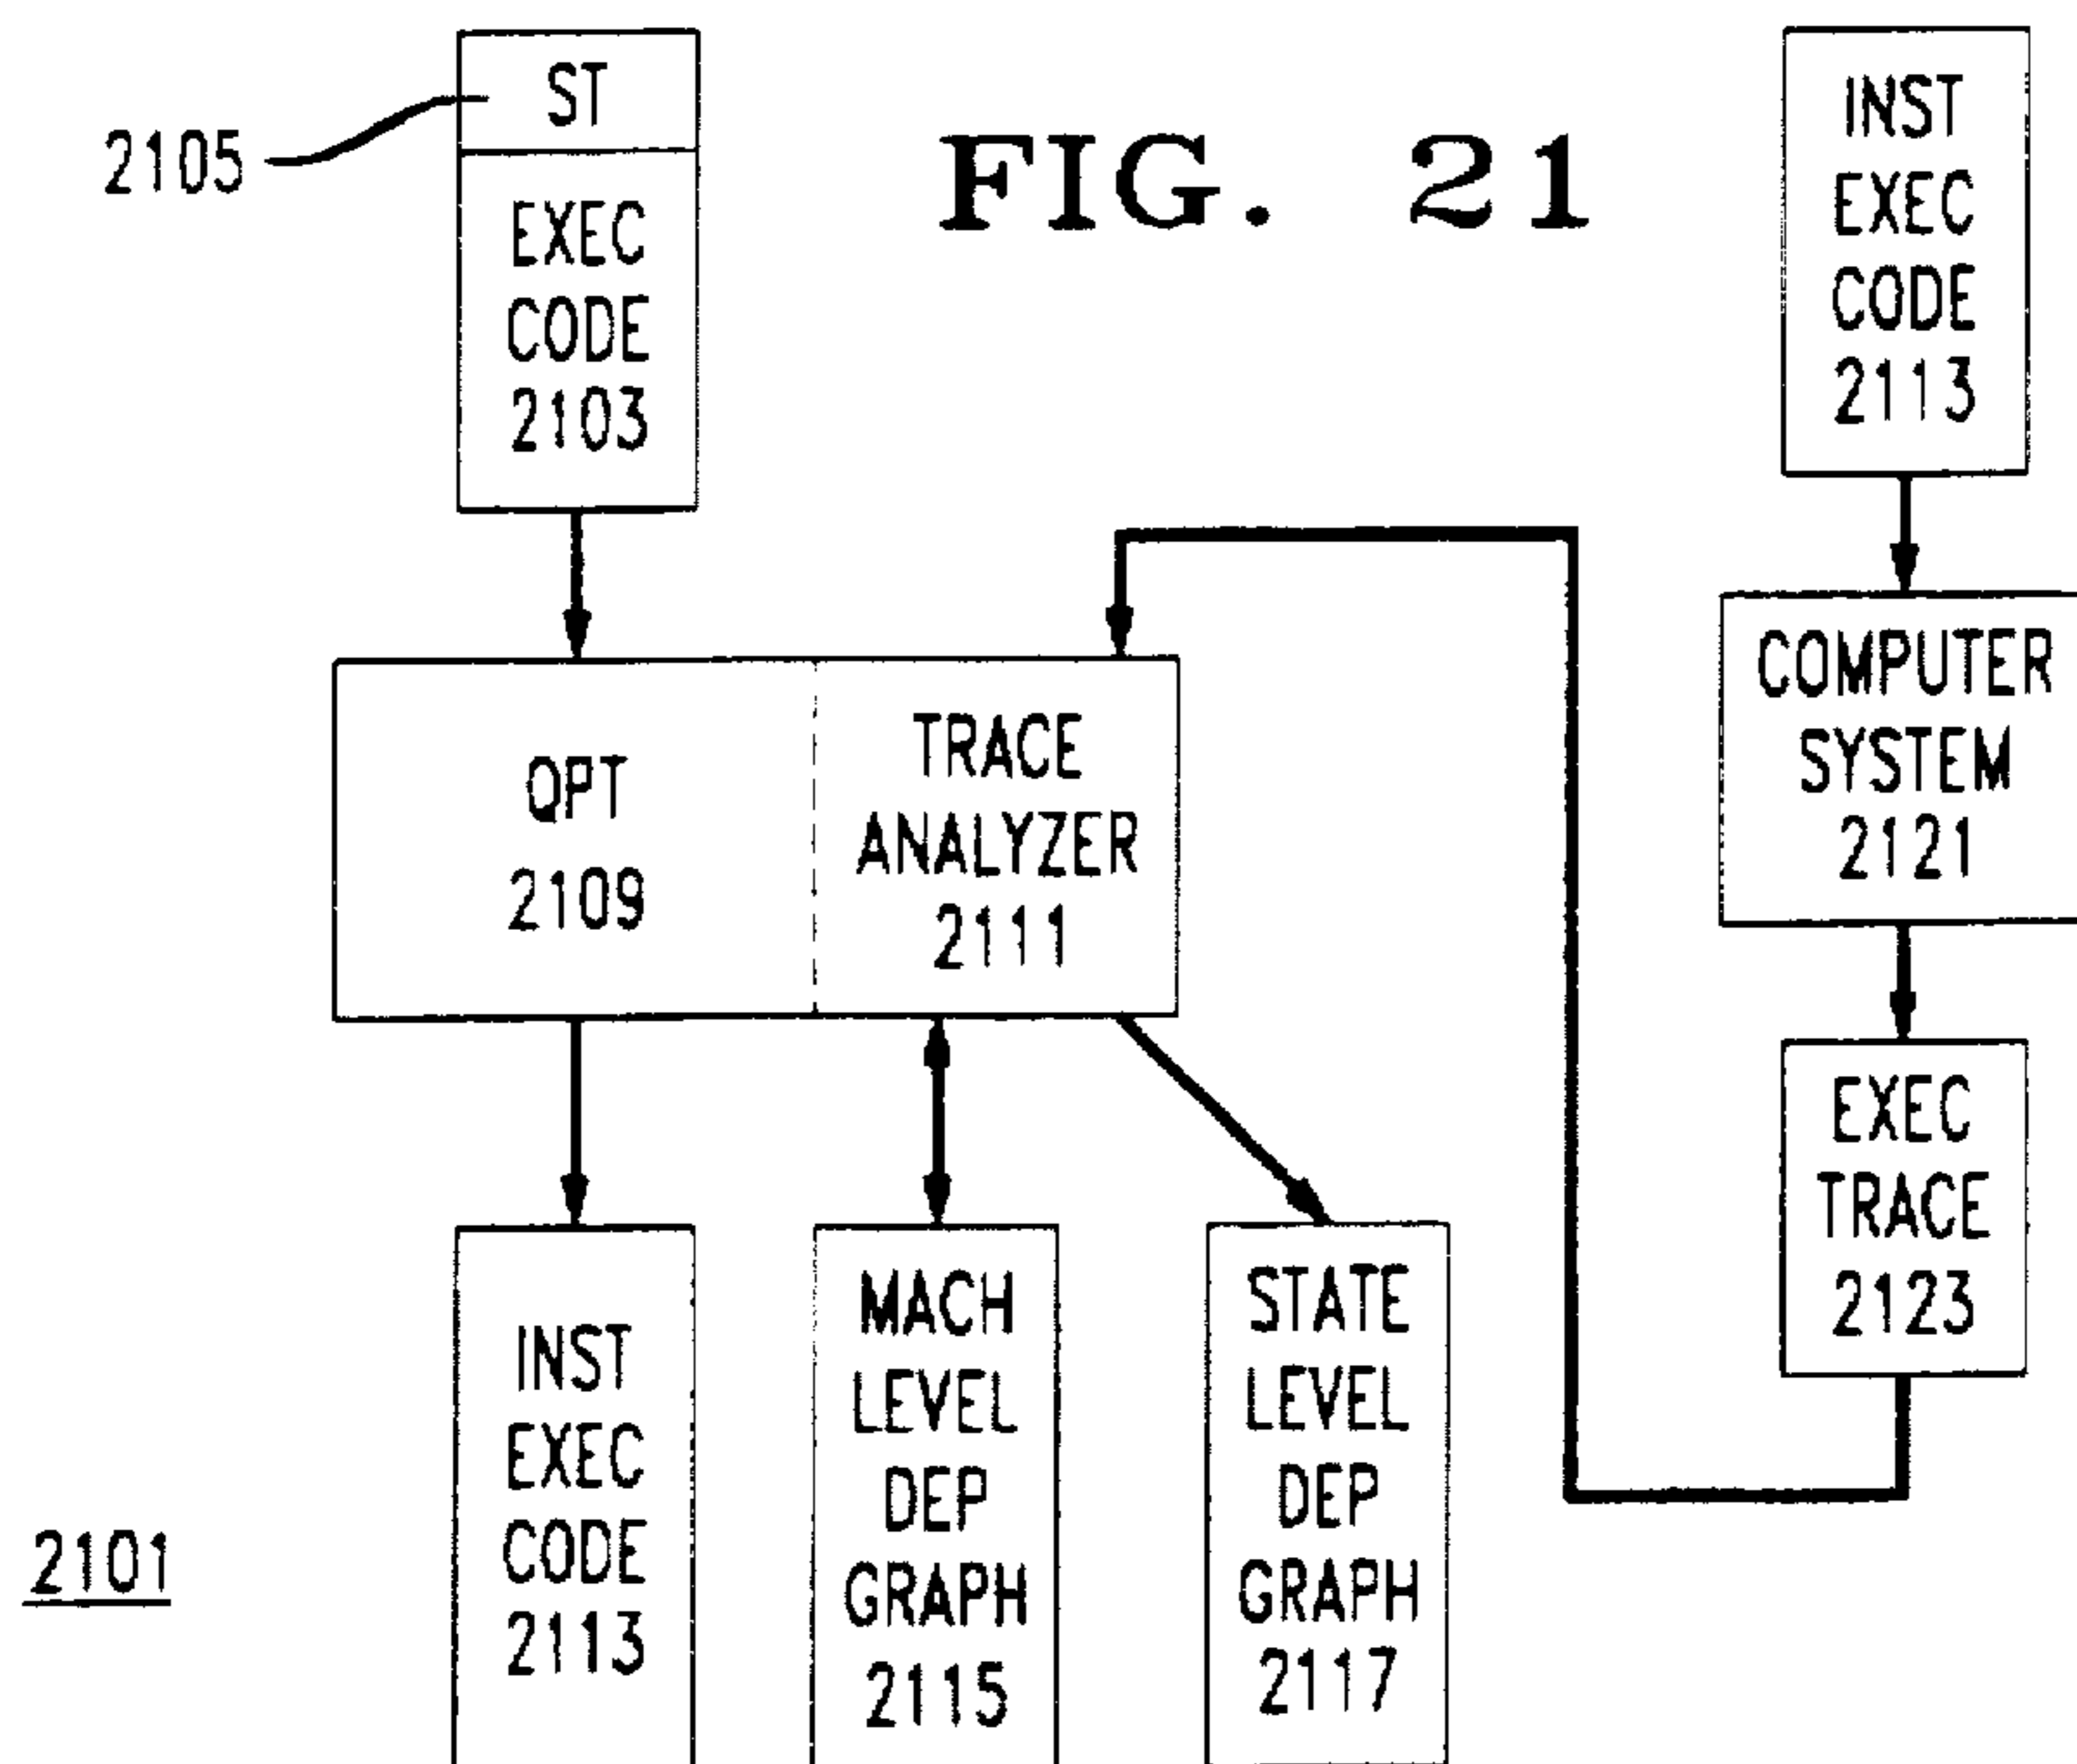 ST
2105
EXEC
CODE
2103
FIG. 21
INST
EXEC
CODE
2113
COMPUTER
SYSTEM
2121
QPT
2109
TRACE
ANALYZER
2111
EXEC
TRACE
2123
INST
EXEC
CODE
2113
MACH
LEVEL
DEP
GRAPH
2115
STATE
LEVEL
DEP
GRAPH
2117
2101